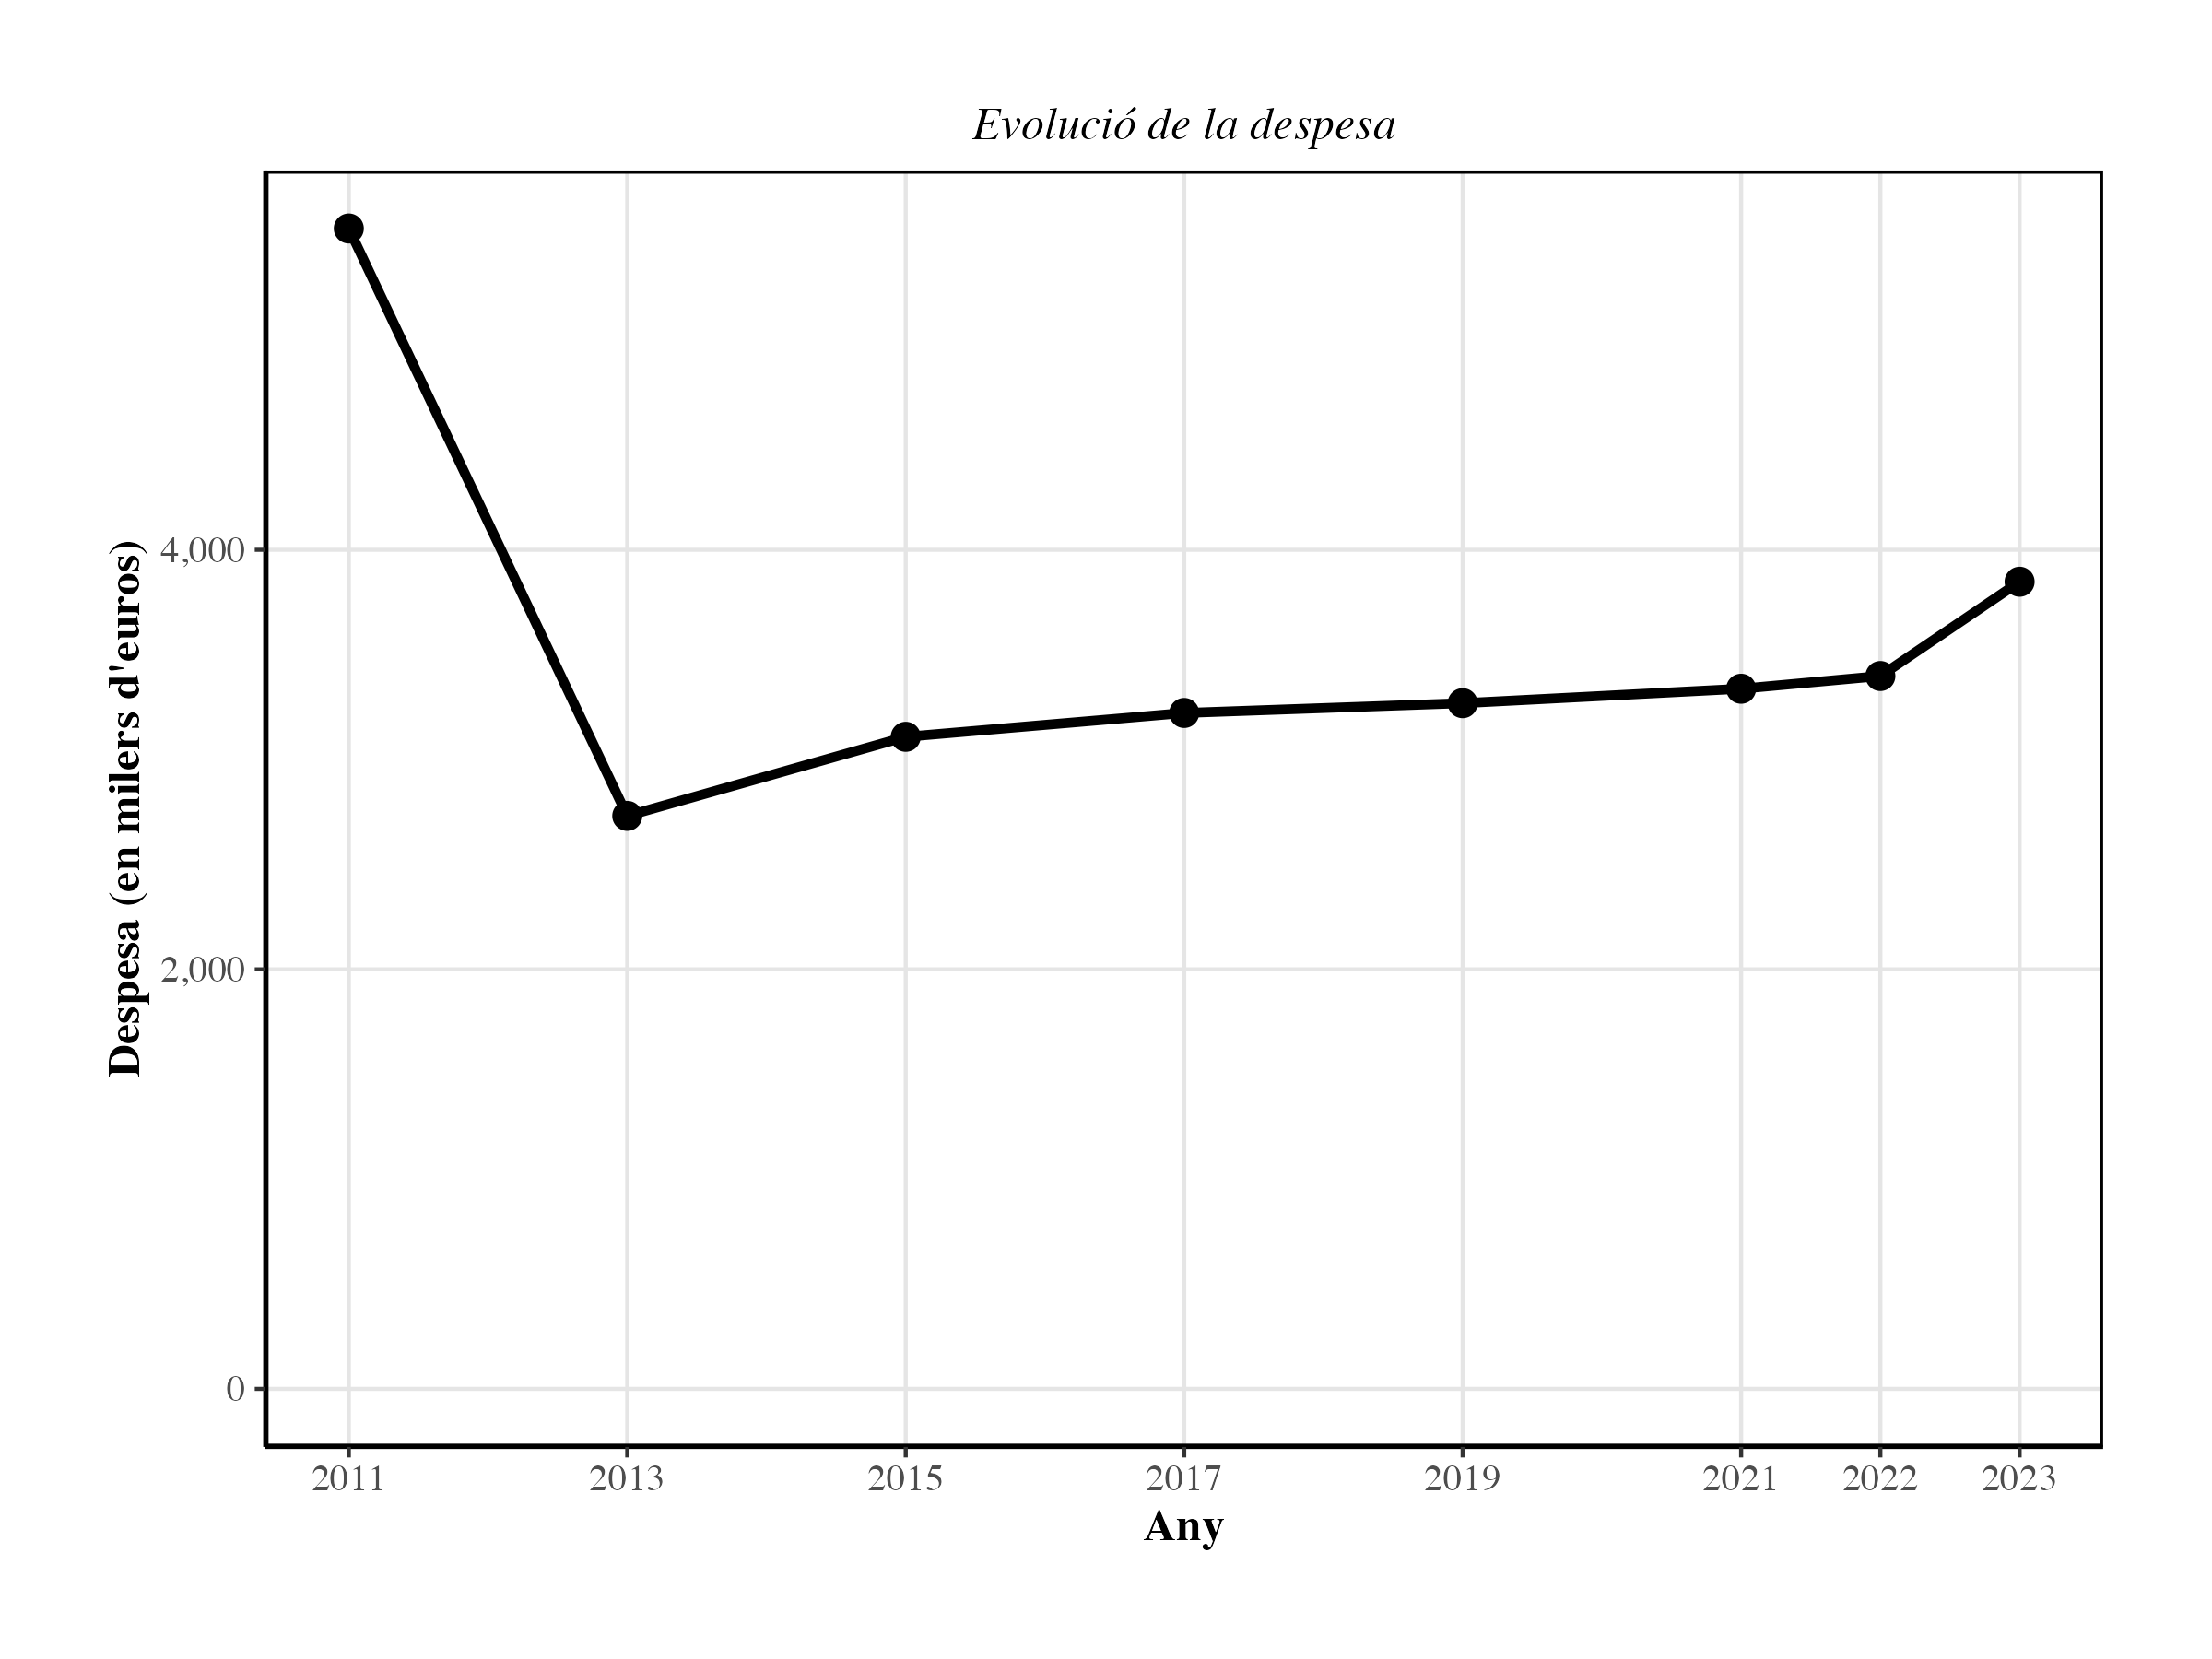 Evolució de la despesa
Despesa (en milers d'euros)
4,000
2,000
0
2011 2013 2015 2017 2019 2021 2022 2023
Any